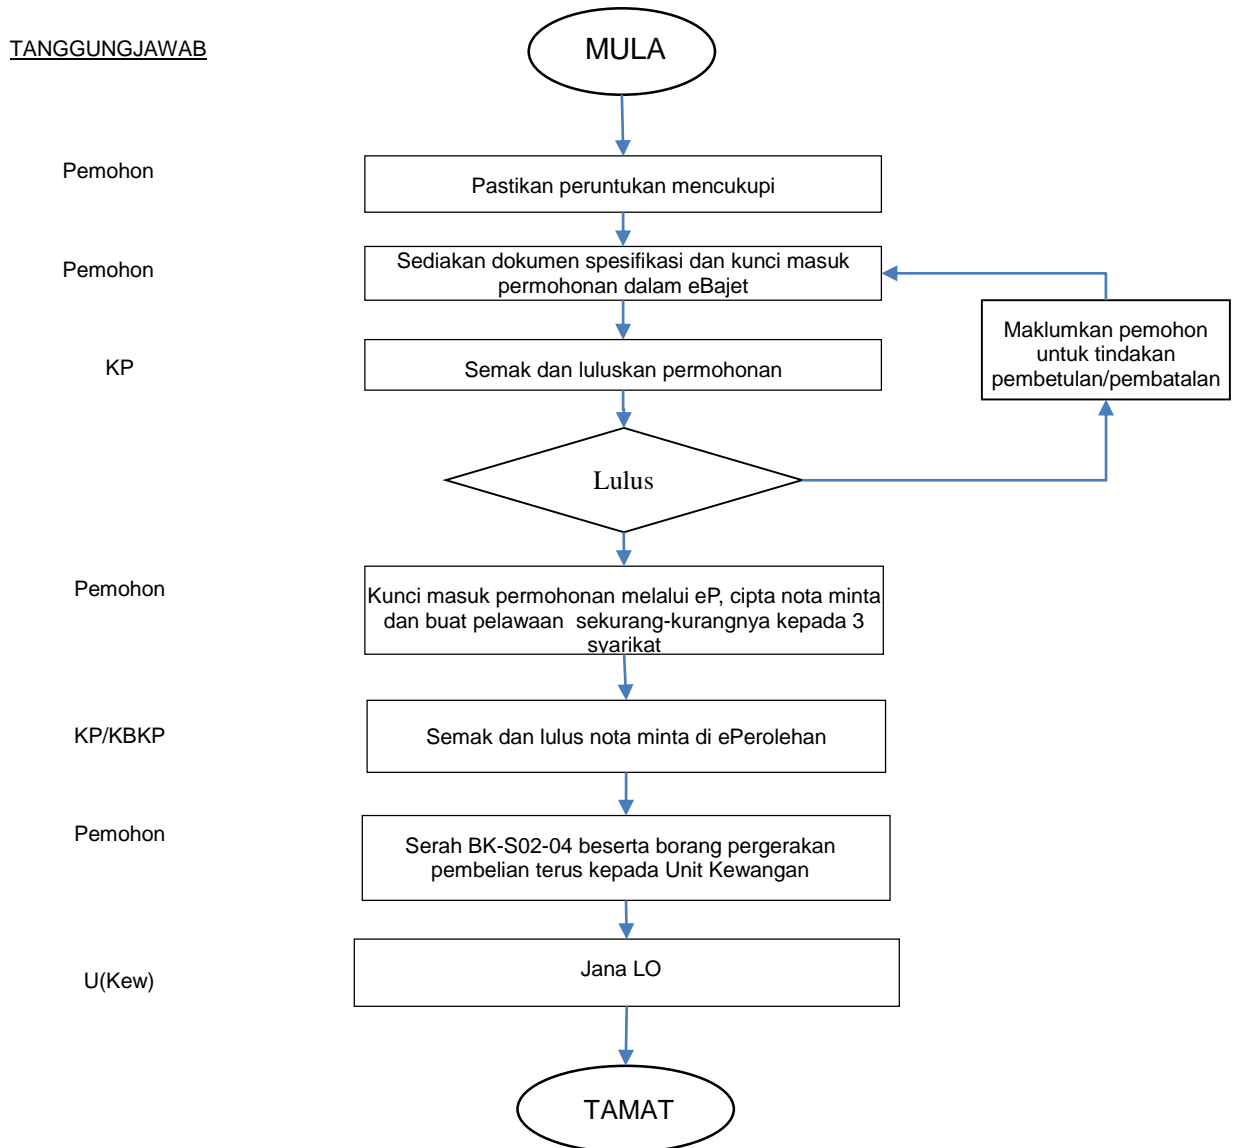 MULA
TANGGUNGJAWAB
Pemohon
Pastikan peruntukan mencukupi
Pemohon
Sediakan dokumen spesifikasi dan kunci masuk
permohonan dalam eBajet
Maklumkan pemohon
untuk tindakan
pembetulan/pembatalan
KP
Semak dan luluskan permohonan
Lulus
Pemohon
Kunci masuk permohonan melalui eP, cipta nota minta
dan buat pelawaan sekurang-kurangnya kepada 3
syarikat
KP/KBKP
Semak dan lulus nota minta di ePerolehan
Pemohon
Serah BK-S02-04 beserta borang pergerakan
pembelian terus kepada Unit Kewangan
U(Kew)
Jana LO
TAMAT